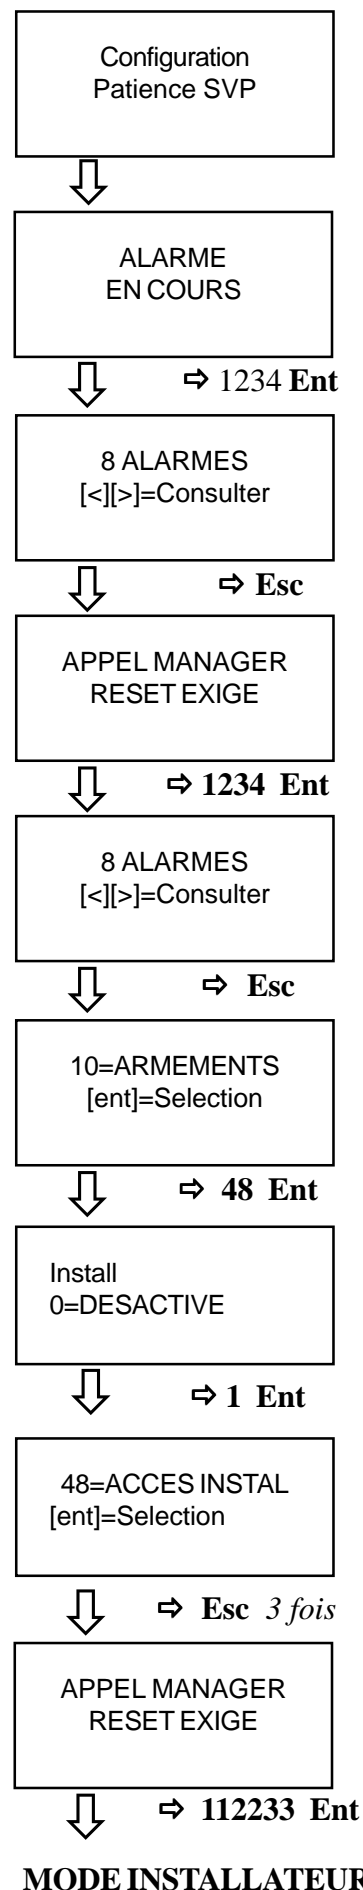 Configuration
Patience SVP
ALARME
EN COURS
⇨ 1234 Ent
8 ALARMES
[<][>]=Consulter
⇨ Esc
APPEL MANAGER
RESET EXIGE
⇨ 1234 Ent
8 ALARMES
[<][>]=Consulter
⇨ Esc
10=ARMEMENTS
[ent]=Selection
⇨ 48 Ent
Install
0=DESACTIVE
⇨ 1 Ent
48=ACCES INSTAL
[ent]=Selection
⇨ Esc 3 fois
APPEL MANAGER
RESET EXIGE
⇨ 112233 Ent
MODE INSTALLATEUR